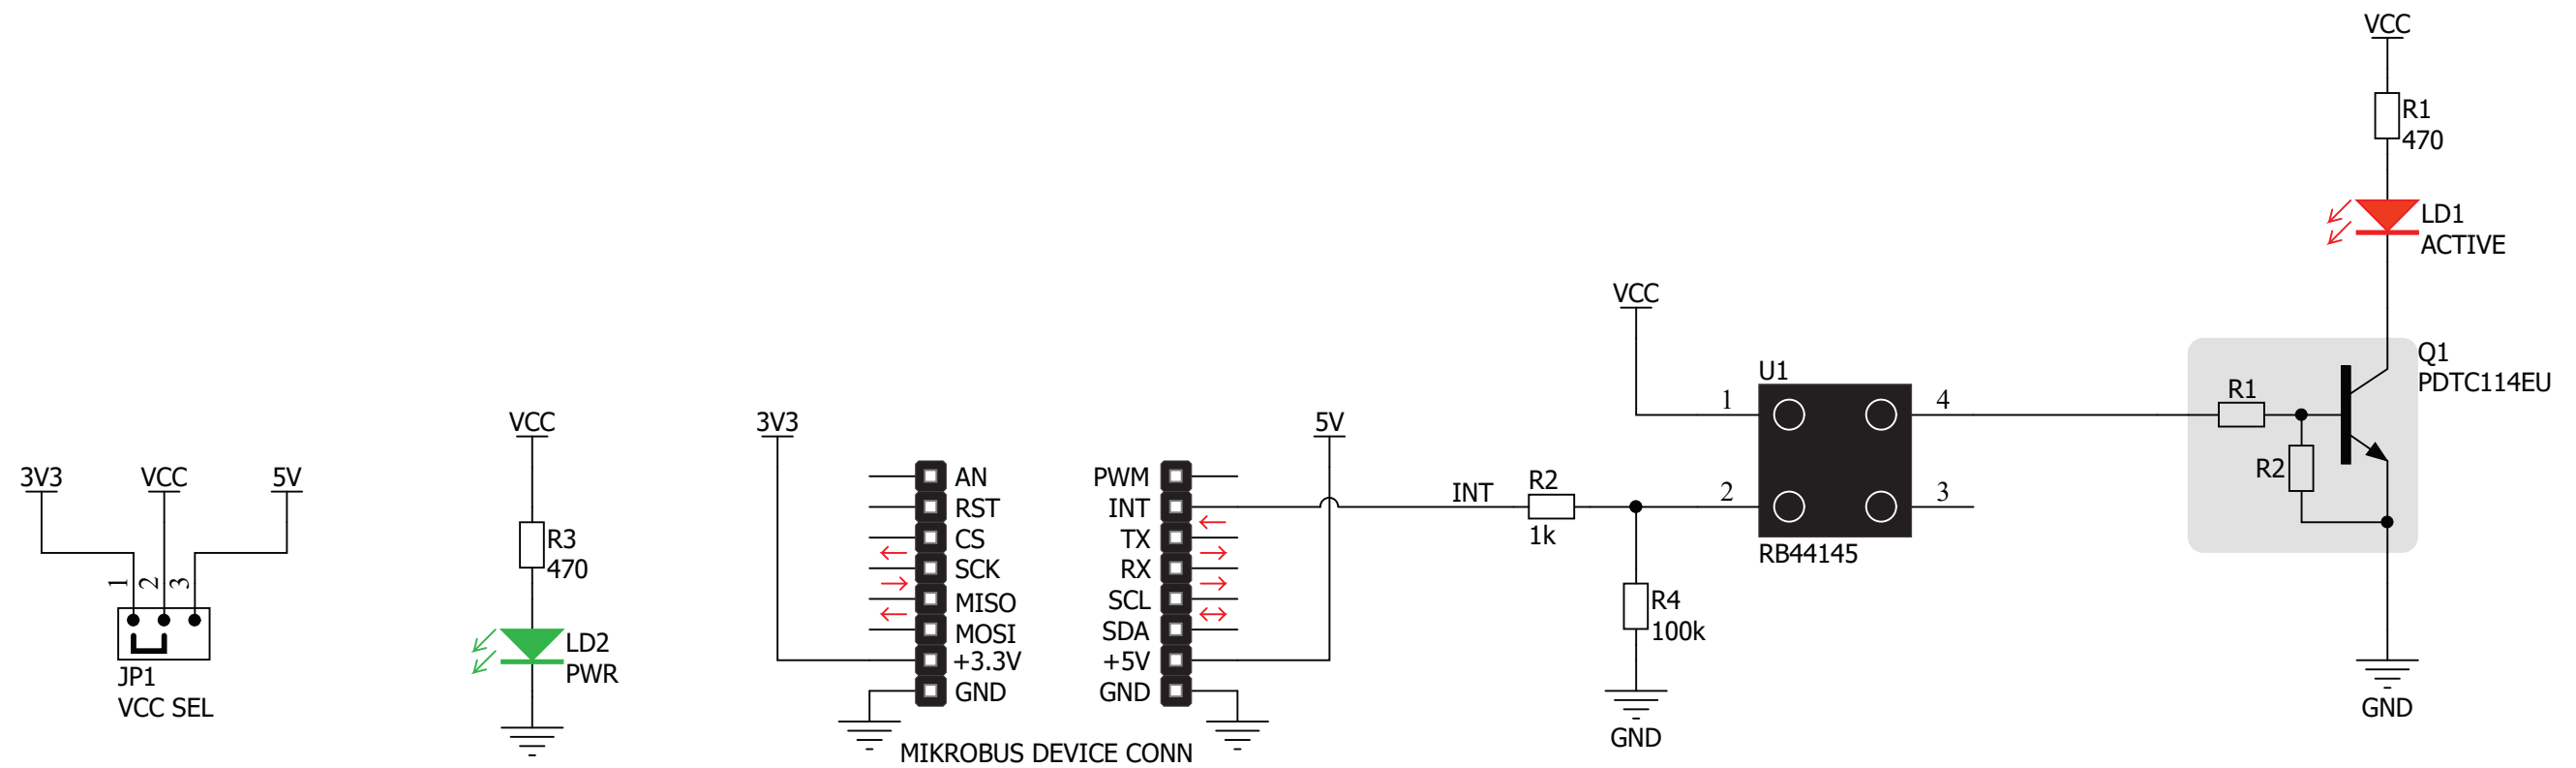 3V3
VCC
5V
1
2
3
JP1
VCC SEL
VCC
R3
470
LD2
PWR
3V3
AN
RST
CS
SCK
MISO
MOSI
+3.3V
GND
PWM
INT
TX
RX
SCL
SDA
+5V
GND
MIKROBUS DEVICE CONN
5V
INT
R2
1k
R4
100k
GND
VCC
U1
1
2
4
3
RB44145
VCC
R1
470
LD1
ACTIVE
Q1
PDTC114EU
R1
R2
GND